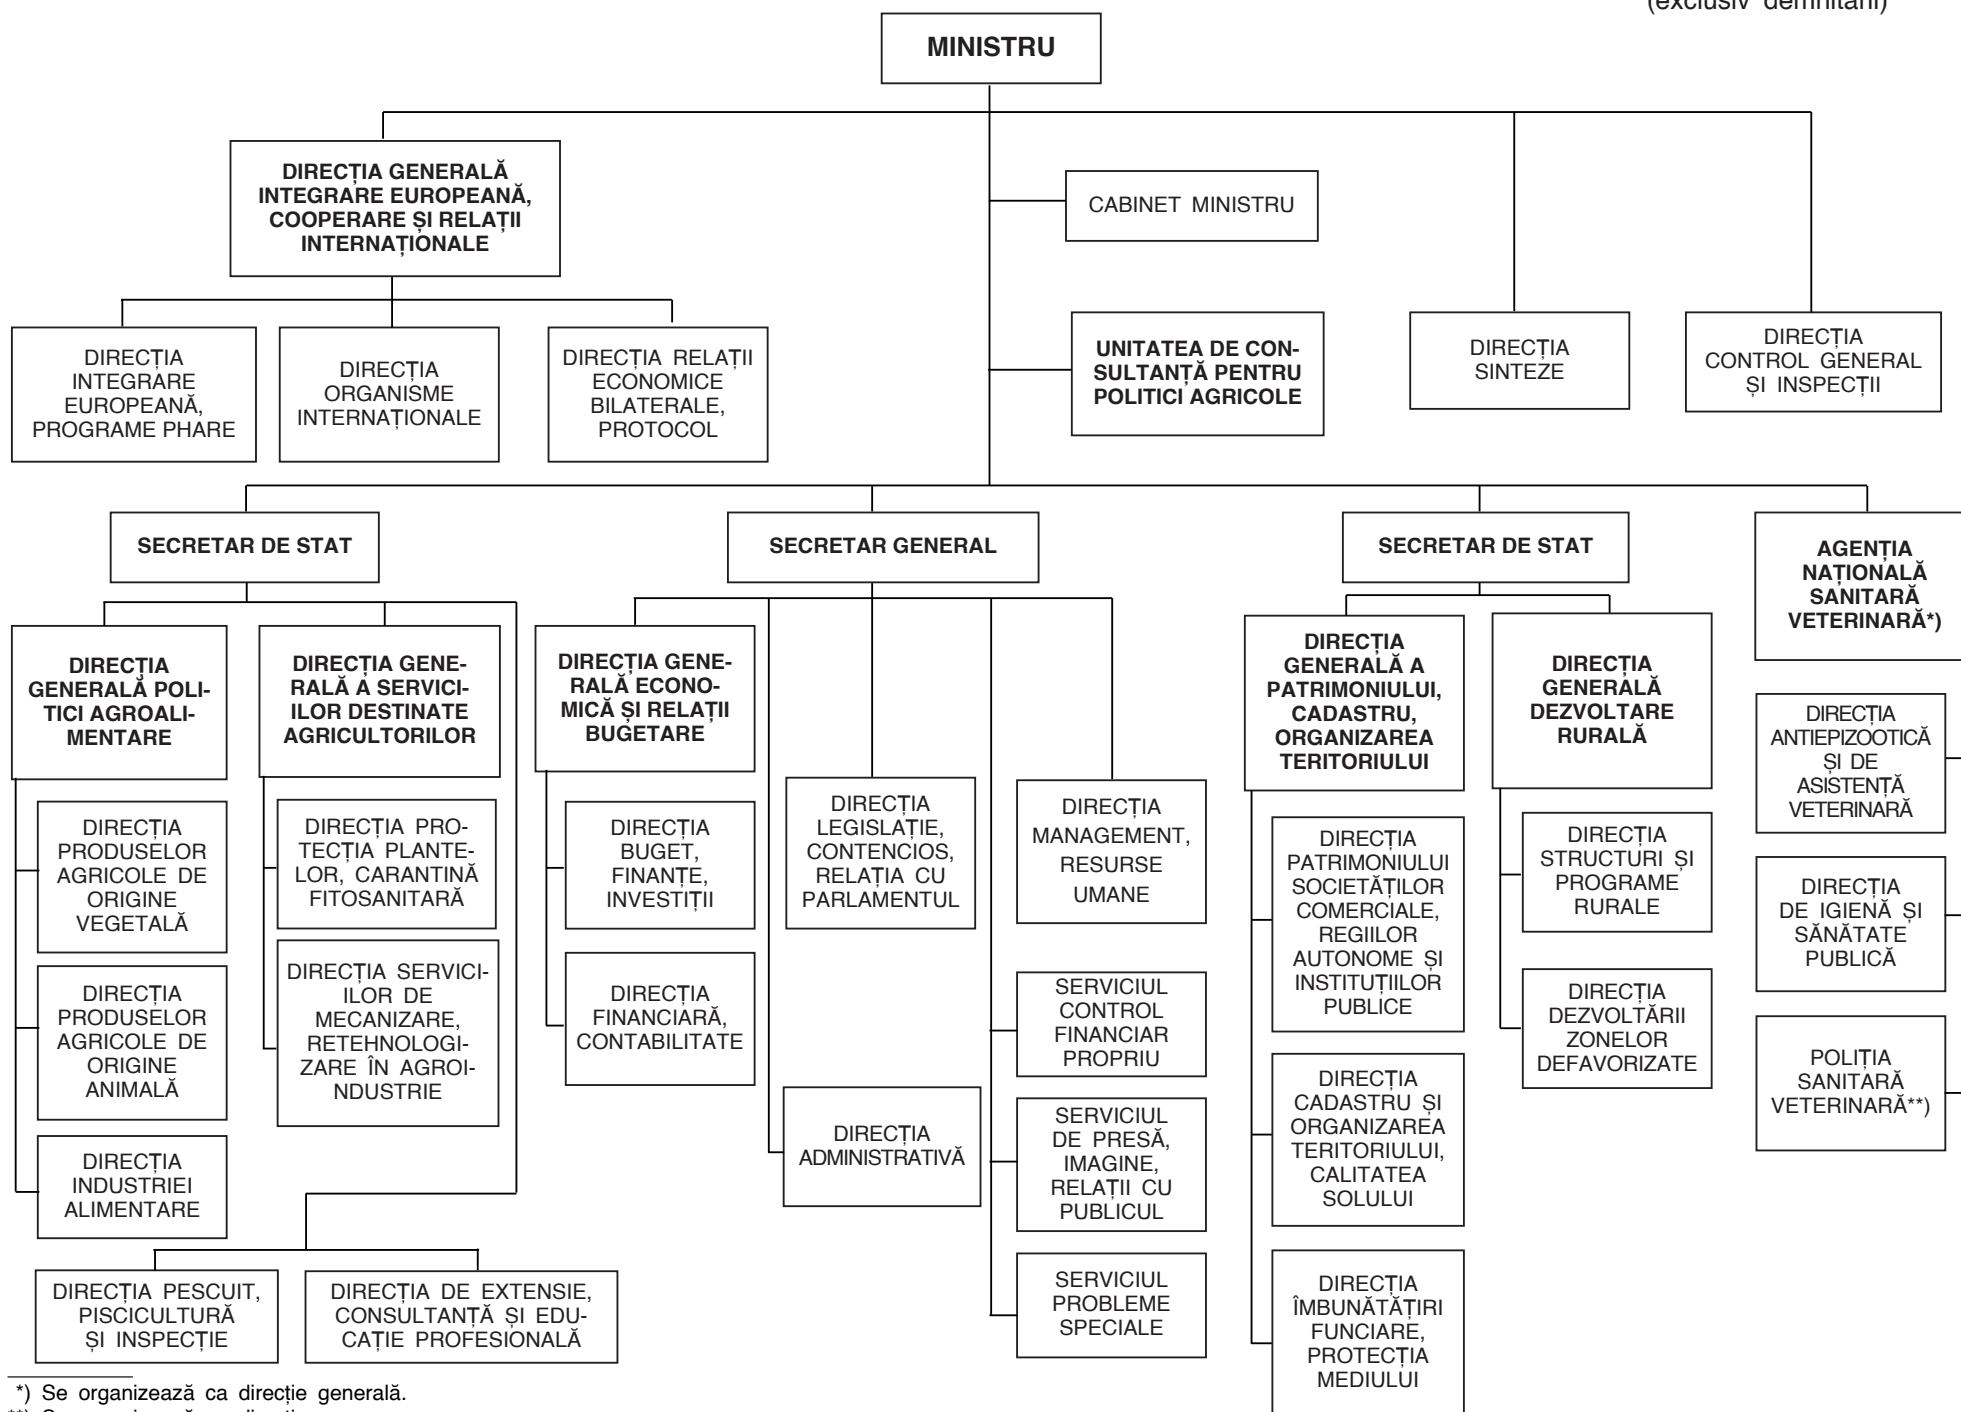 (exclusiv demnitarii)
MINISTRU
DIRECȚIA GENERALĂ
INTEGRARE EUROPEANĂ,
COOPERARE ȘI RELAȚII
INTERNAȚIONALE
CABINET MINISTRU
DIRECȚIA
INTEGRARE
EUROPEANĂ,
PROGRAME PHARE
DIRECȚIA
ORGANISME
INTERNAȚIONALE
DIRECȚIA RELAȚII
ECONOMICE
BILATERALE,
PROTOCOL
UNITATEA DE CON-
SULTANȚĂ PENTRU
POLITICI AGRICOLE
DIRECȚIA
SINTEZE
DIRECȚIA
CONTROL GENERAL
ȘI INSPECȚII
SECRETAR DE STAT
SECRETAR GENERAL
SECRETAR DE STAT
AGENȚIA
NAȚIONALĂ
SANITARĂ
VETERINARĂ*)
DIRECȚIA
GENERALĂ POLI-
TICI AGROALI-
MENTARE
DIRECȚIA GENE-
RALĂ A SERVICI-
ILOR DESTINATE
AGRICULTORILOR
DIRECȚIA GENE-
RALĂ ECONO-
MICĂ ȘI RELAȚII
BUGETARE
DIRECȚIA
GENERALĂ A
PATRIMONIULUI,
CADASTRU,
ORGANIZAREA
TERITORIULUI
DIRECȚIA
GENERALĂ
DEZVOLTARE
RURALĂ
DIRECȚIA
ANTIEPIZOOTICĂ
ȘI DE
ASISTENȚĂ
VETERINARĂ
DIRECȚIA
PRODUSELOR
AGRICOLE DE
ORIGINE
VEGETALĂ
DIRECȚIA PRO-
TECȚIA PLANTE-
LOR, CARANTINĂ
FITOSANITARĂ
DIRECȚIA
BUGET,
FINANȚE,
INVESTIȚII
DIRECȚIA
LEGISLAȚIE,
CONTENCIOS,
RELAȚIA CU
PARLAMENTUL
DIRECȚIA
MANAGEMENT,
RESURSE
UMANE
DIRECȚIA
PATRIMONIULUI
SOCIETĂȚILOR
COMERCIALE,
REGIILOR
AUTONOME ȘI
INSTITUȚIILOR
PUBLICE
DIRECȚIA
STRUCTURI ȘI
PROGRAME
RURALE
DIRECȚIA
DE IGIENĂ ȘI
SĂNĂTATE
PUBLICĂ
DIRECȚIA
PRODUSELOR
AGRICOLE DE
ORIGINE
ANIMALĂ
DIRECȚIA SERVICI-
ILOR DE
MECANIZARE,
RETEHNOLOGI-
ZARE ÎN AGROI-
NDUSTRIE
DIRECȚIA
FINANCIARĂ,
CONTABILITATE
SERVICIUL
CONTROL
FINANCIAR
PROPRIU
DIRECȚIA
DEZVOLTĂRII
ZONELOR
DEFAVORIZATE
POLIȚIA
SANITARĂ
VETERINARĂ**)
DIRECȚIA
INDUSTRIEI
ALIMENTARE
DIRECȚIA
ADMINISTRATIVĂ
SERVICIUL
DE PRESĂ,
IMAGINE,
RELAȚII CU
PUBLICUL
DIRECȚIA
CADASTRU ȘI
ORGANIZAREA
TERITORIULUI,
CALITATEA
SOLULUI
DIRECȚIA PESCUIT,
PISCICULTURĂ
ȘI INSPECȚIE
DIRECȚIA DE EXTENSIE,
CONSULTANȚĂ ȘI EDU-
CAȚIE PROFESIONALĂ
SERVICIUL
PROBLEME
SPECIALE
DIRECȚIA
ÎMBUNĂTĂȚIRI
FUNCIARE,
PROTECȚIA
MEDIULUI
*) Se organizează ca direcție generală.